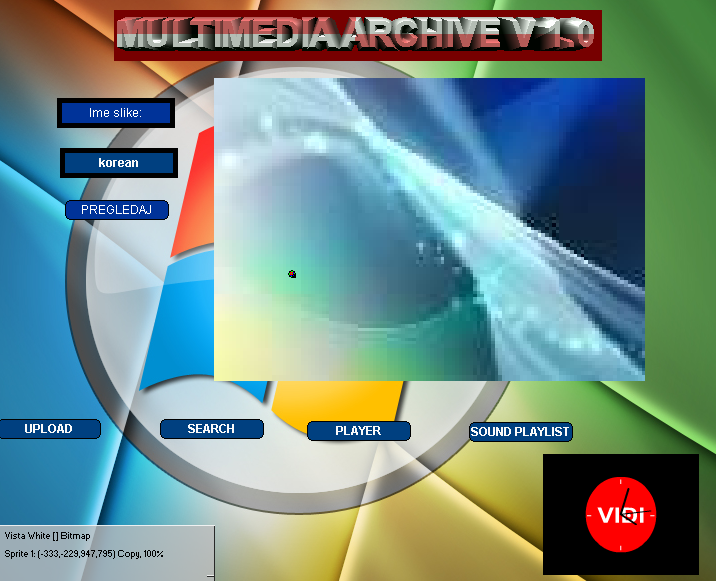 MULTIMEDIA ARCHIVE V 1.0
Ime slike:
korean
PREGLEDAJ
UPLOAD
SEARCH
PLAYER
SOUND PLAYLIST
VIDI
Vista White [] Bitmap
Sprite 1: (-333,-229,947,795) Copy, 100%